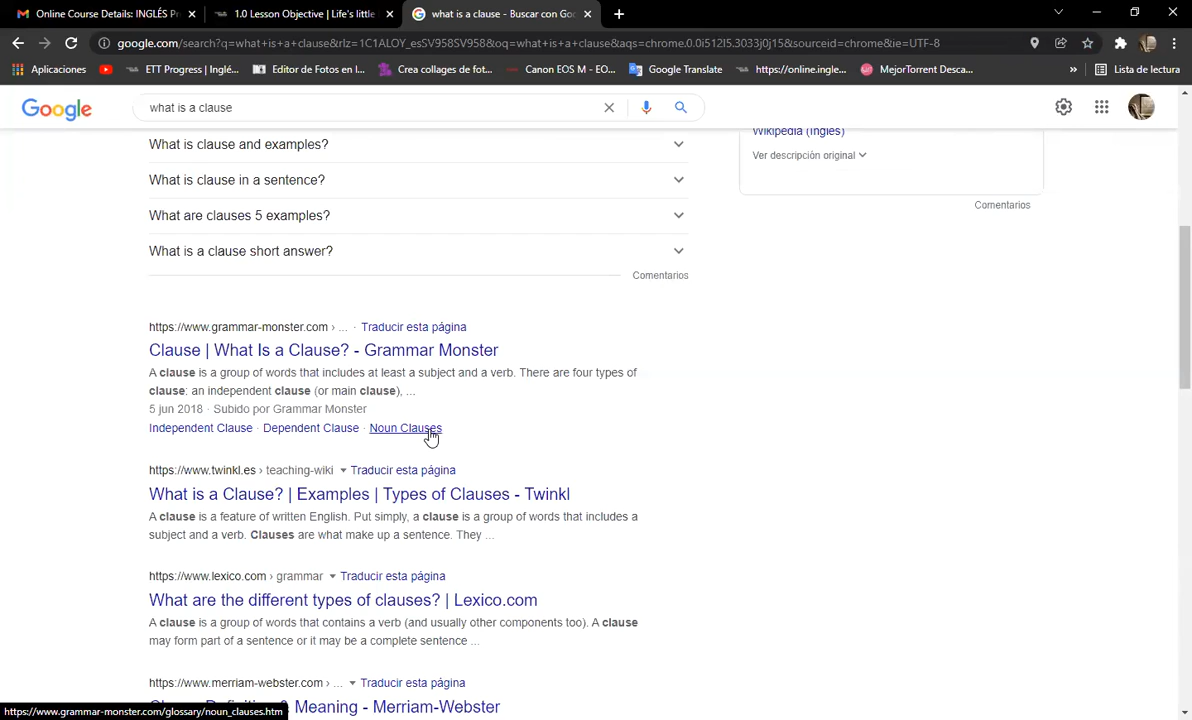 Online Course Details: INGLÉS Pr
1.0 Lesson Objective | Life's little
what is a clause - Buscar con Goo
google.com/search?q=what+is+a+clause&rlz=1C1ALOY_esSV958SV958&oq=what+is+a+clause&aqs=chrome.0.0i512l5.3033j0j15&sourceid=chrome&ie=UTF-8
Aplicaciones
ETT Progress | Inglé...
Editor de Fotos en l...
Crea collages de fot...
Canon EOS M - EO...
Google Translate
https://online.ingle...
MejorTorrent Desca...
»
Lista de lectura
Google
what is a clause
What is clause and examples?
What is clause in a sentence?
What are clauses 5 examples?
What is a clause short answer?
Comentarios
Wikipedia (Inglés)
Ver descripción original
Comentarios
https://www.grammar-monster.com › ... · Traducir esta página
Clause | What Is a Clause? - Grammar Monster
A clause is a group of words that includes at least a subject and a verb. There are four types of
clause: an independent clause (or main clause), ...
5 jun 2018 · Subido por Grammar Monster
Independent Clause · Dependent Clause · Noun Clauses
https://www.twinkl.es › teaching-wiki Traducir esta página
What is a Clause? | Examples | Types of Clauses - Twinkl
A clause is a feature of written English. Put simply, a clause is a group of words that includes a
subject and a verb. Clauses are what make up a sentence. They ...
https://www.lexico.com › grammar Traducir esta página
What are the different types of clauses? | Lexico.com
A clause is a group of words that contains a verb (and usually other components too). A clause
may form part of a sentence or it may be a complete sentence ...
https://www.merriam-webster.com › ... Traducir esta página
Meaning - Merriam-Webster
https://www.grammar-monster.com/glossary/noun_clauses.htm